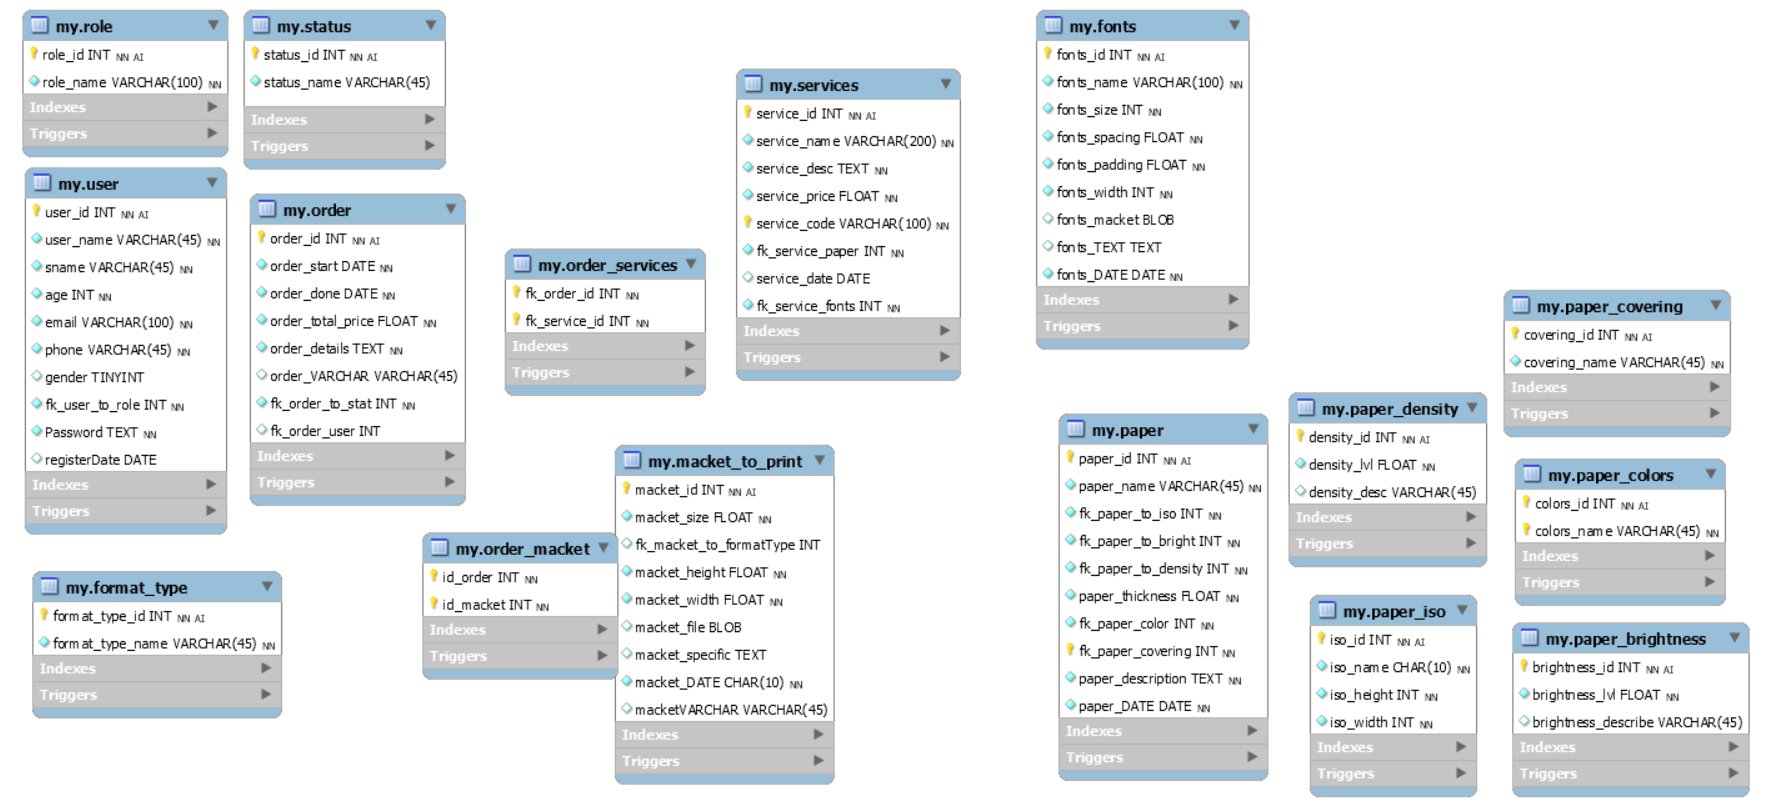 my.role
role_id INT NN AI
role_name VARCHAR(100) NN
Indexes
Triggers
my.status
status_id INT NN AI
status_name VARCHAR(45)
Indexes
Triggers
my.user
user_id INT NN AI
user_name VARCHAR(45) NN
sname VARCHAR(45) NN
age INT NN
email VARCHAR(100) NN
phone VARCHAR(45) NN
gender TINYINT
fk_user_to_role INT NN
Password TEXT NN
registerDate DATE
Indexes
Triggers
my.order
order_id INT NN AI
order_start DATE NN
order_done DATE NN
order_total_price FLOAT NN
order_details TEXT NN
order_VARCHAR VARCHAR(45)
fk_order_to_stat INT NN
fk_order_user INT
Indexes
Triggers
my.format_type
format_type_id INT NN AI
format_type_name VARCHAR(45) NN
Indexes
Triggers
my.order_services
fk_order_id INT NN
fk_service_id INT NN
Indexes
Triggers
my.order_macket
id_order INT NN
id_macket INT NN
Indexes
Triggers
my.macket_to_print
macket_id INT NN AI
macket_size FLOAT NN
fk_macket_to_formatType INT
macket_height FLOAT NN
macket_width FLOAT NN
macket_file BLOB
macket_specific TEXT
macket_DATE CHAR(10) NN
macketVARCHAR VARCHAR(45)
Indexes
Triggers
my.services
service_id INT NN AI
service_name VARCHAR(200) NN
service_desc TEXT NN
service_price FLOAT NN
service_code VARCHAR(100) NN
fk_service_paper INT NN
service_date DATE
fk_service_fonts INT NN
Indexes
Triggers
my.fonts
fonts_id INT NN AI
fonts_name VARCHAR(100) NN
fonts_size INT NN
fonts_spacing FLOAT NN
fonts_padding FLOAT NN
fonts_width INT NN
fonts_macket BLOB
fonts_TEXT TEXT
fonts_DATE DATE NN
Indexes
Triggers
my.paper
paper_id INT NN AI
paper_name VARCHAR(45) NN
fk_paper_to_iso INT NN
fk_paper_to_bright INT NN
fk_paper_to_density INT NN
paper_thickness FLOAT NN
fk_paper_color INT NN
fk_paper_covering INT NN
paper_description TEXT NN
paper_DATE DATE NN
Indexes
Triggers
my.paper_density
density_id INT NN AI
density_lvl FLOAT NN
density_desc VARCHAR(45)
Indexes
Triggers
my.paper_iso
iso_id INT NN AI
iso_name CHAR(10) NN
iso_height INT NN
iso_width INT NN
Indexes
Triggers
my.paper_covering
covering_id INT NN AI
covering_name VARCHAR(45) NN
Indexes
Triggers
my.paper_colors
colors_id INT NN AI
colors_name VARCHAR(45) NN
Indexes
Triggers
my.paper_brightness
brightness_id INT NN AI
brightness_lvl FLOAT NN
brightness_describe VARCHAR(45)
Indexes
Triggers